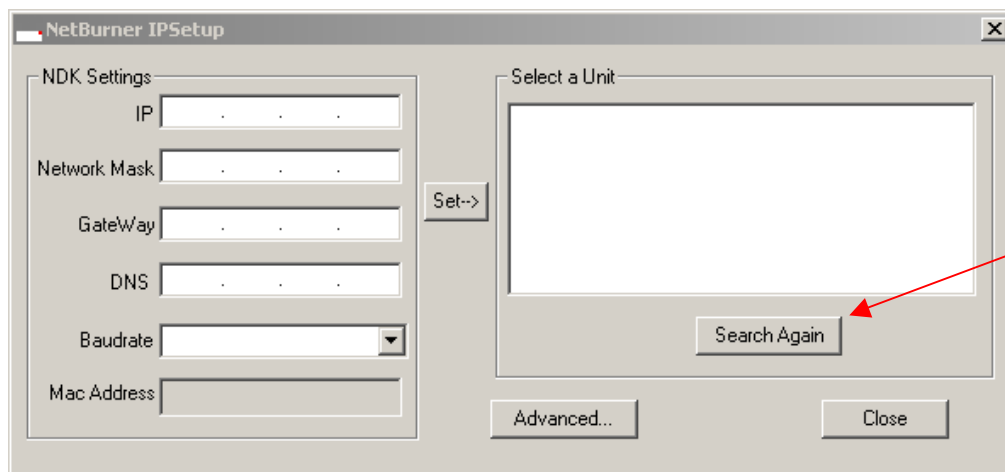 NetBurner IPSetup
NDK Settings
IP
Network Mask
GateWay
DNS
Baudrate
Mac Address
Set-->
Select a Unit
Search Again
Advanced...
Close